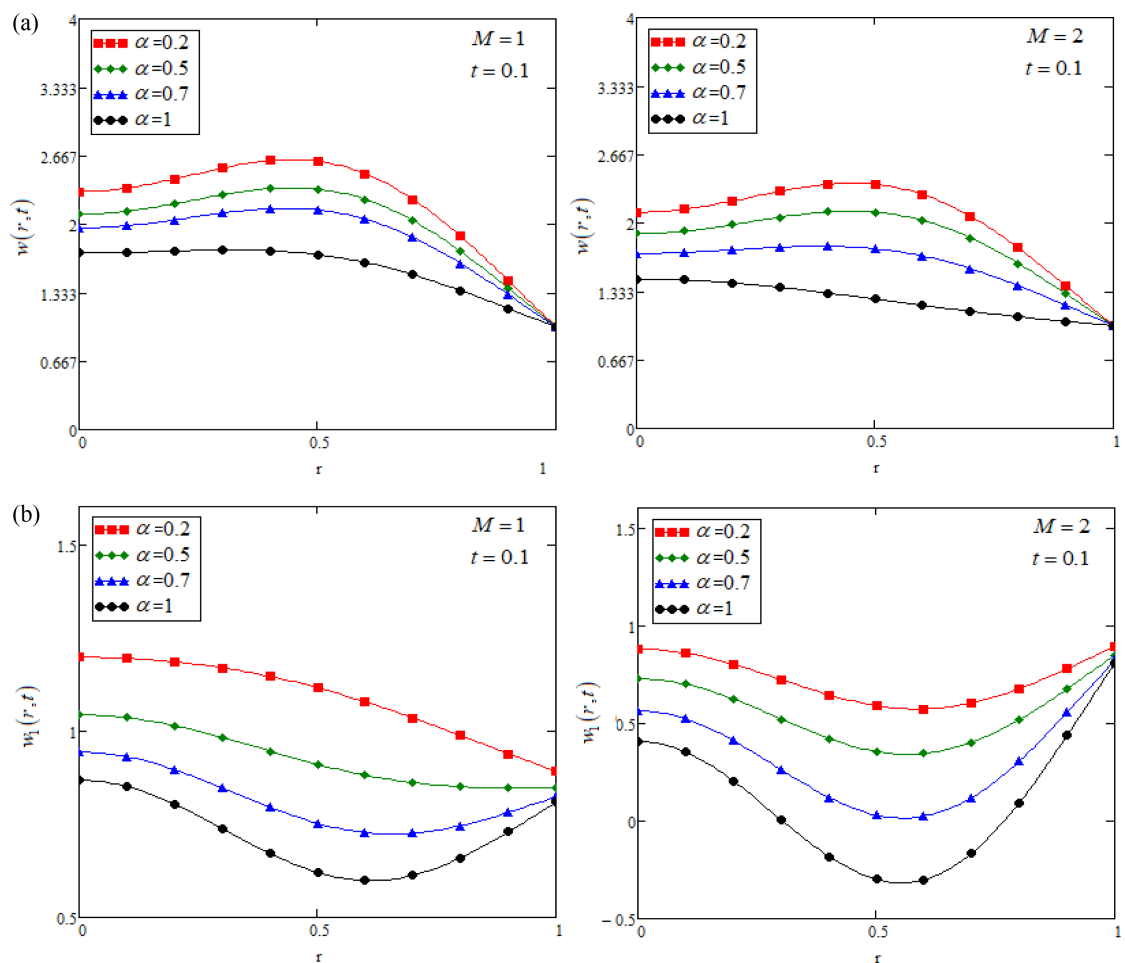 (a)
4
3.333
2.667
2
1.333
0.667
0
w(r,t)
α=0.2
α=0.5
α=0.7
α=1
M = 1
t = 0.1
0
0.5
1
r
4
3.333
2.667
2
1.333
0.667
0
w(r,t)
α=0.2
α=0.5
α=0.7
α=1
M = 2
t = 0.1
0
0.5
1
r
(b)
1.5
1
0.5
w₁(r,t)
α=0.2
α=0.5
α=0.7
α=1
M = 1
t = 0.1
0
0.5
1
r
1.5
1
0.5
0
−0.5
w₁(r,t)
α=0.2
α=0.5
α=0.7
α=1
M = 2
t = 0.1
0
0.5
1
r